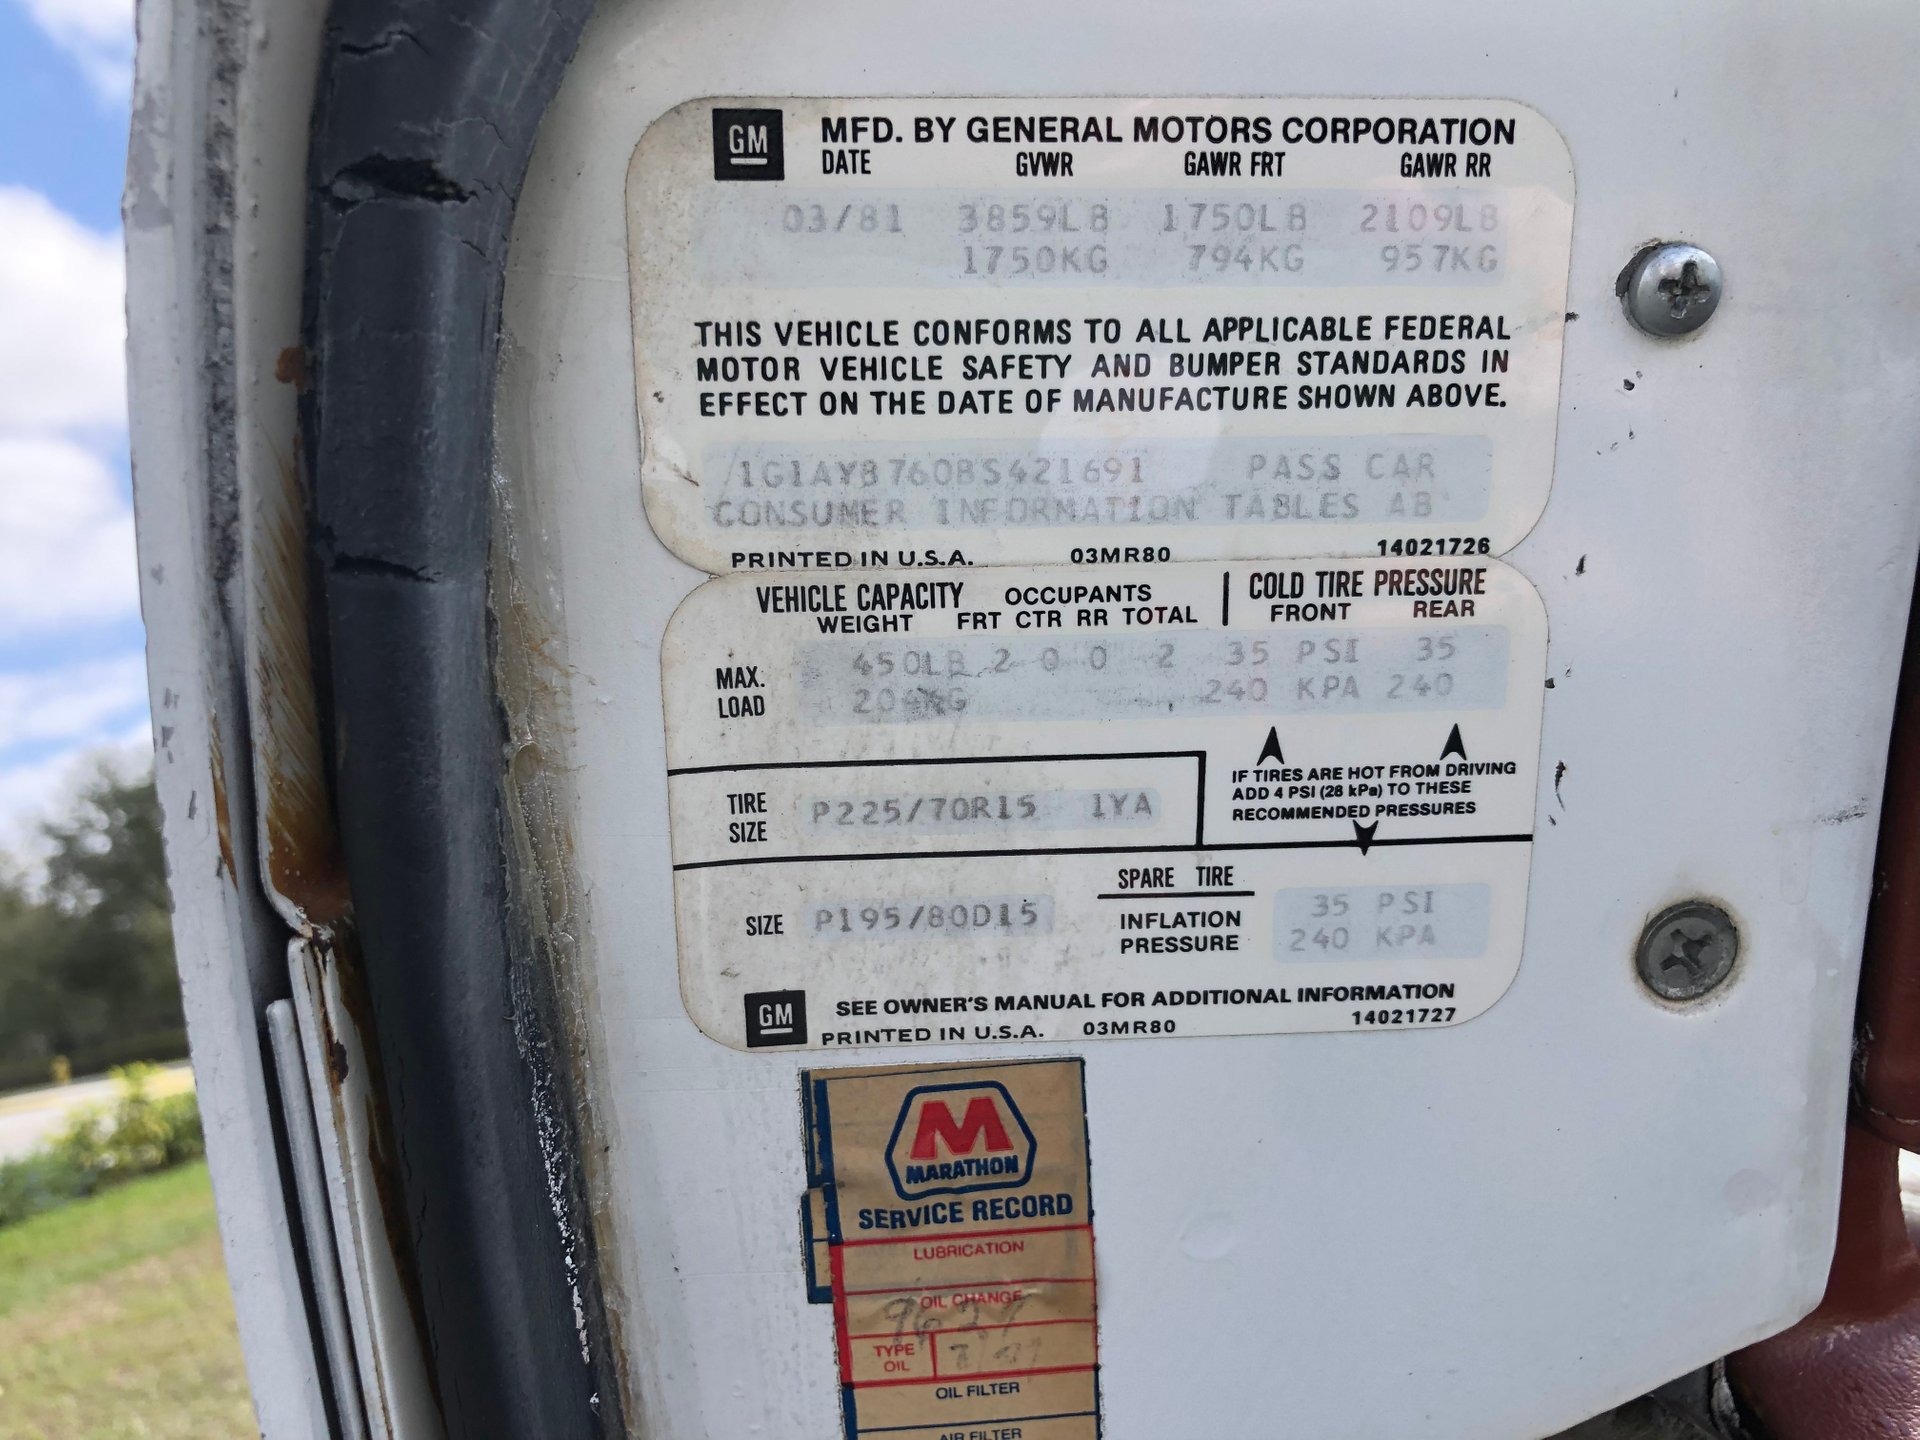 GM MFD. BY GENERAL MOTORS CORPORATION
DATE GVWR GAWR FRT GAWR RR
03/81 3859LB 1750LB 2109LB
1750KG 794KG 957KG
THIS VEHICLE CONFORMS TO ALL APPLICABLE FEDERAL
MOTOR VEHICLE SAFETY AND BUMPER STANDARDS IN
EFFECT ON THE DATE OF MANUFACTURE SHOWN ABOVE.
1G1AY8760BS421691 PASS CAR
CONSUMER INFORMATION TABLES AB
PRINTED IN U.S.A. 03MR80 14021726
VEHICLE CAPACITY OCCUPANTS COLD TIRE PRESSURE
WEIGHT FRT CTR RR TOTAL FRONT REAR
MAX. LOAD 450LB 2 0 0 2 35 PSI 35
204KG 240 KPA 240
IF TIRES ARE HOT FROM DRIVING
ADD 4 PSI (28 kPa) TO THESE
RECOMMENDED PRESSURES
TIRE SIZE P225/70R15 1YA
SPARE TIRE
SIZE P195/80D15 INFLATION PRESSURE 35 PSI
240 KPA
GM SEE OWNER'S MANUAL FOR ADDITIONAL INFORMATION
PRINTED IN U.S.A. 03MR80 14021727
M
MARATHON
SERVICE RECORD
LUBRICATION
OIL CHANGE
TYPE
OIL
OIL FILTER
AIR FILTER